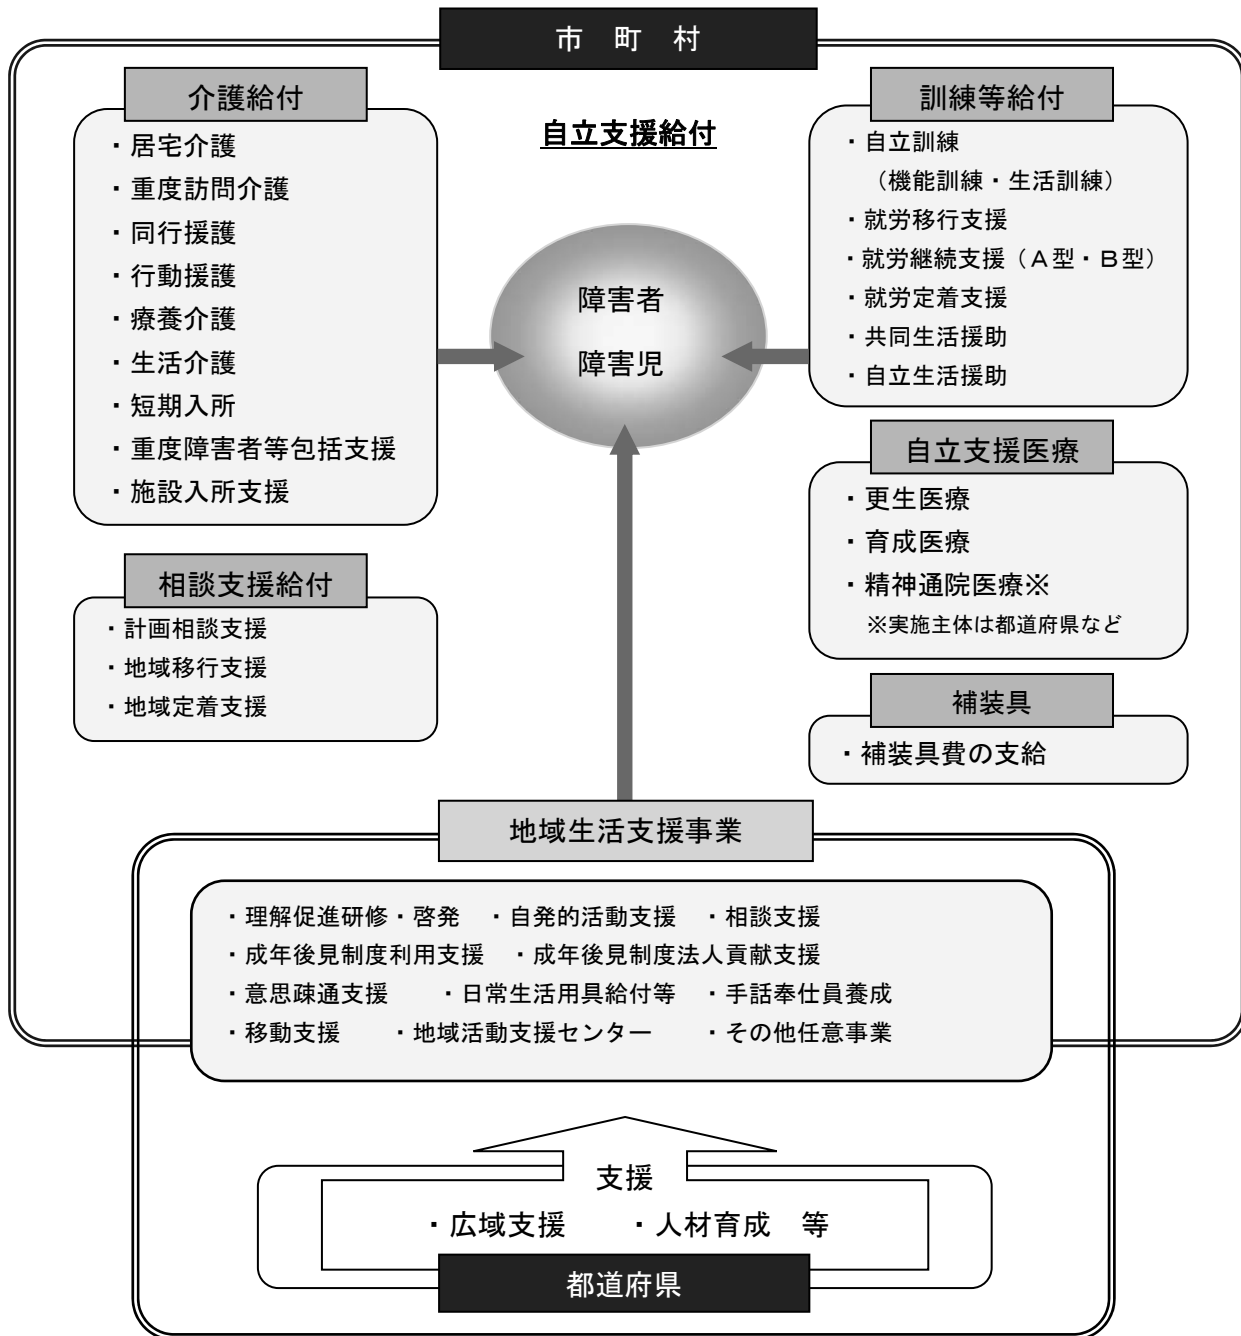 市　町　村
介護給付
・居宅介護
・重度訪問介護
・同行援護
・行動援護
・療養介護
・生活介護
・短期入所
・重度障害者等包括支援
・施設入所支援
相談支援給付
・計画相談支援
・地域移行支援
・地域定着支援
自立支援給付
障害者
障害児
訓練等給付
・自立訓練
（機能訓練・生活訓練）
・就労移行支援
・就労継続支援（Ａ型・Ｂ型）
・就労定着支援
・共同生活援助
・自立生活援助
自立支援医療
・更生医療
・育成医療
・精神通院医療※
※実施主体は都道府県など
補装具
・補装具費の支給
地域生活支援事業
・理解促進研修・啓発　・自発的活動支援　・相談支援
・成年後見制度利用支援　・成年後見制度法人貢献支援
・意思疎通支援　・日常生活用具給付等　・手話奉仕員養成
・移動支援　・地域活動支援センター　・その他任意事業
支援
・広域支援　・人材育成　等
都道府県